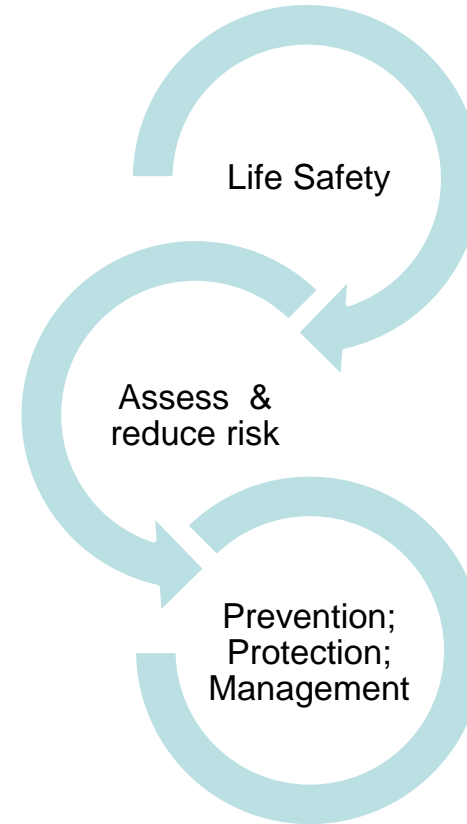 Life Safety
Assess &
reduce risk
Prevention;
Protection;
Management